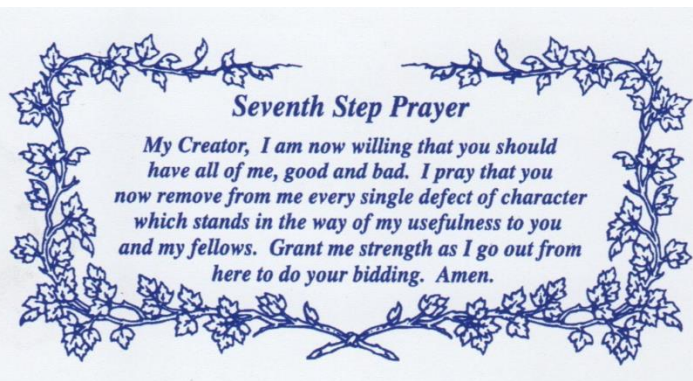 Seventh Step Prayer
My Creator, I am now willing that you should
have all of me, good and bad. I pray that you
now remove from me every single defect of character
which stands in the way of my usefulness to you
and my fellows. Grant me strength as I go out from
here to do your bidding. Amen.